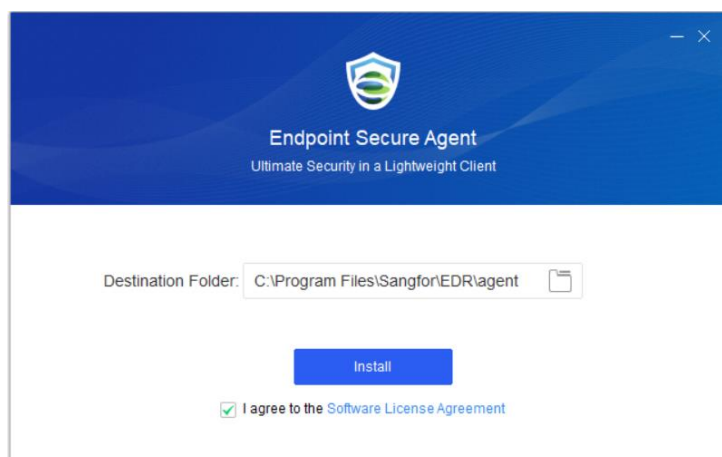 Endpoint Secure Agent
Ultimate Security in a Lightweight Client
Destination Folder: C:\Program Files\Sangfor\EDR\agent
Install
I agree to the Software License Agreement